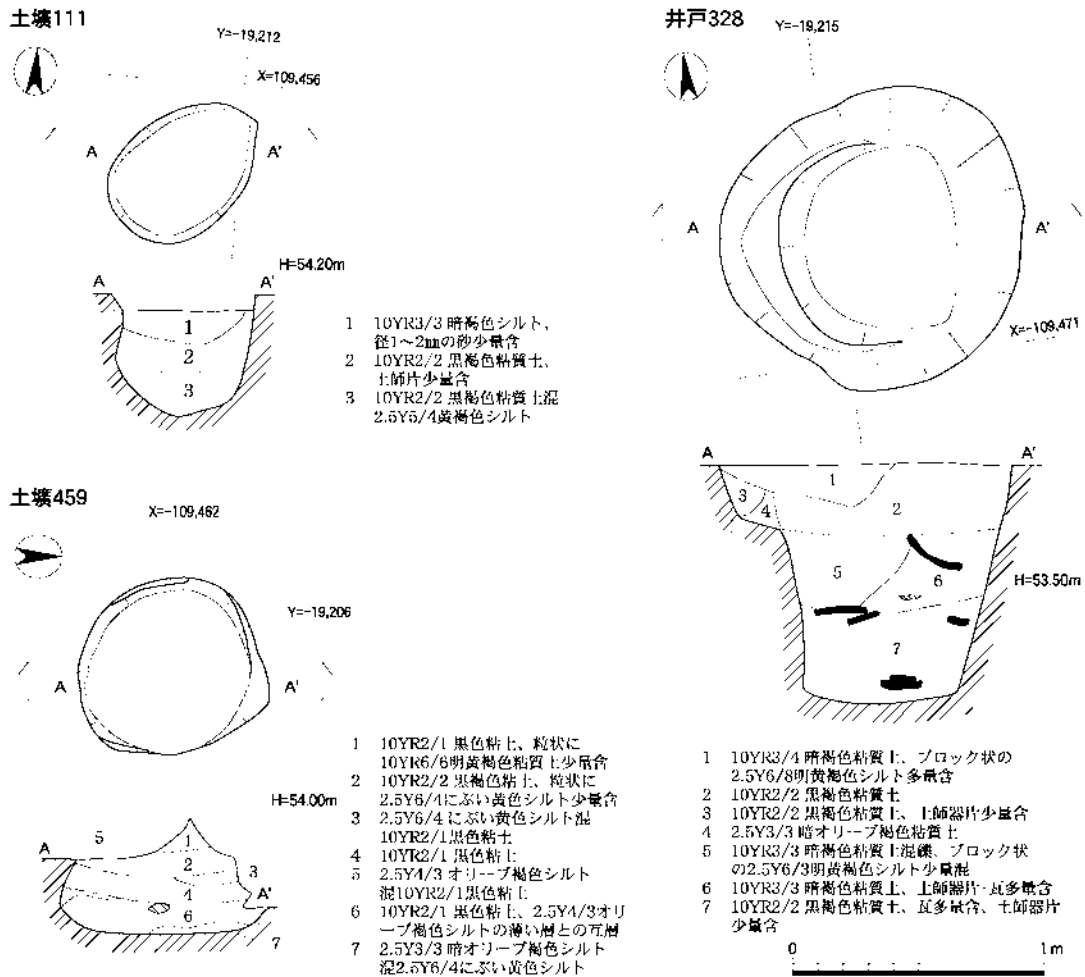 土壙111
Y=-19,212
X=109,456
A
A'
H=54.20m
A
A'
1
2
3
1 10YR3/3 暗褐色シルト、
径1~2㎜の砂少量含
2 10YR2/2 黒褐色粘質土、
土師片少量含
3 10YR2/2 黒褐色粘質土混
2.5Y5/4黄褐色シルト
土壙459
X=-109,462
Y=-19,206
A
A'
H=54.00m
A
5
1
2
3
4
A'
6
7
1 10YR2/1 黒色粘土、粒状に
10YR6/6明黄褐色粘質土少量含
2 10YR2/2 黒褐色粘土、粒状に
2.5Y6/4にぶい黄色シルト少量含
3 2.5Y6/4 にぶい黄色シルト混
10YR2/1黒色粘土
4 10YR2/1 黒色粘土
5 2.5Y4/3 オリーブ褐色シルト
混10YR2/1黒色粘土
6 10YR2/1 黒色粘土、2.5Y4/3オリ
ーブ褐色シルトの薄い層との互層
7 2.5Y3/3 暗オリーブ褐色シルト
混2.5Y6/4にぶい黄色シルト
井戸328
Y=-19,215
A
A'
X=-109,471
A
A'
1
3
4
2
5
6
H=53.50m
7
1 10YR3/4 暗褐色粘質土、ブロック状の
2.5Y6/8明黄褐色シルト多量含
2 10YR2/2 黒褐色粘質土
3 10YR2/2 黒褐色粘質土、土師器片少量含
4 2.5Y3/3 暗オリーブ褐色粘質土
5 10YR3/3 暗褐色粘質土混礫、ブロック状
の2.5Y6/3明黄褐色シルト少量混
6 10YR3/3 暗褐色粘質土、土師器片·瓦多量含
7 10YR2/2 黒褐色粘質土、瓦多量含、土師器片
少量含
0
1m